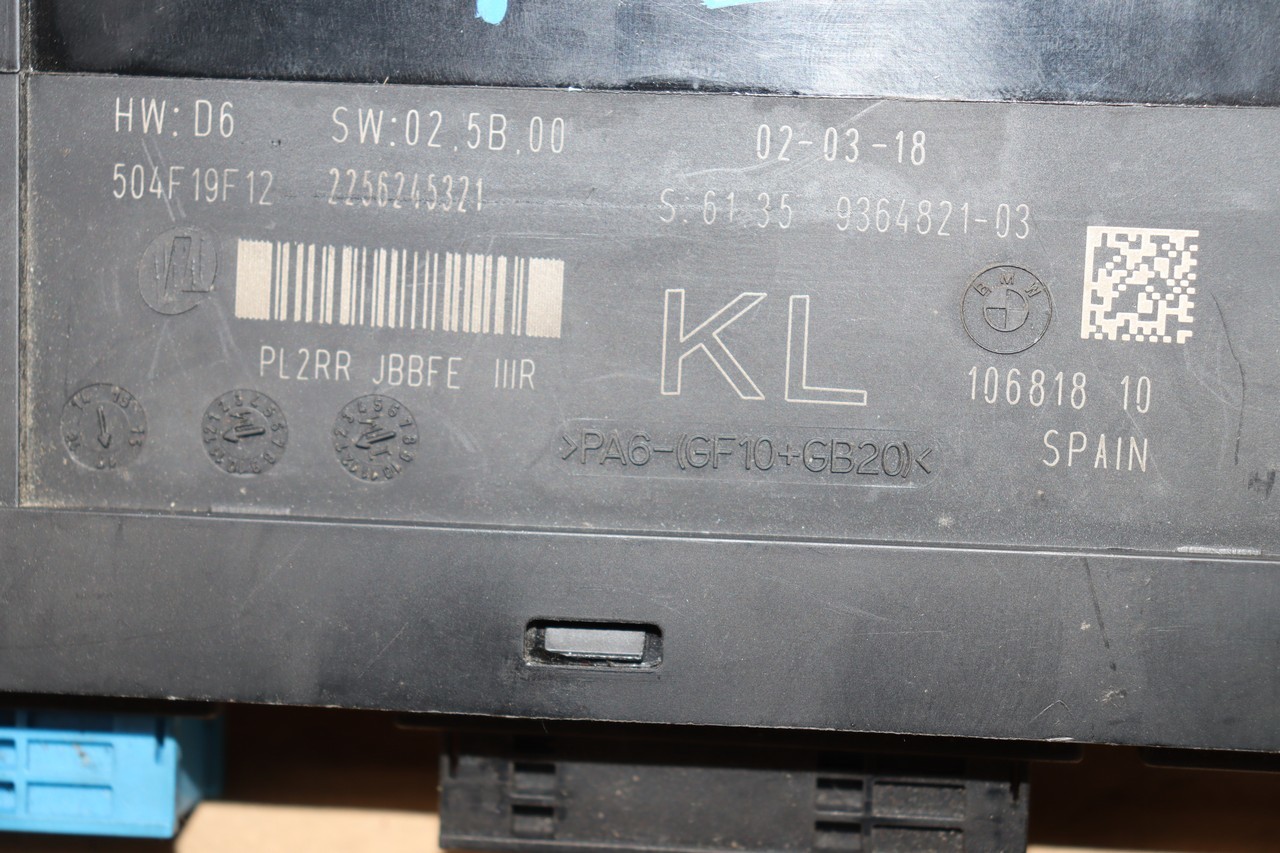 HW: D6 SW:02.5B.00 02-03-18
504F19F12 2256245321 S: 61.35 9364821-03
BMW
KL
PL2RR JBBFE IIIR
106818 10
SPAIN
>PA6-(GF10+GB20)<